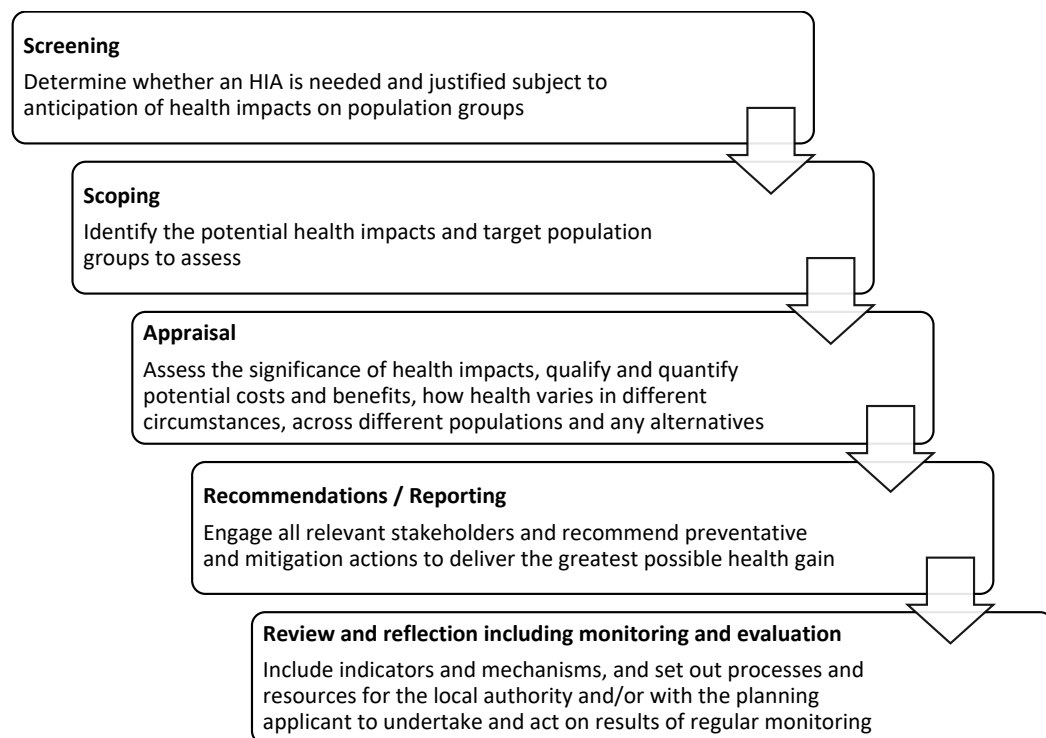 Screening
Determine whether an HIA is needed and justified subject to
anticipation of health impacts on population groups
Scoping
Identify the potential health impacts and target population
groups to assess
Appraisal
Assess the significance of health impacts, qualify and quantify
potential costs and benefits, how health varies in different
circumstances, across different populations and any alternatives
Recommendations / Reporting
Engage all relevant stakeholders and recommend preventative
and mitigation actions to deliver the greatest possible health gain
Review and reflection including monitoring and evaluation
Include indicators and mechanisms, and set out processes and
resources for the local authority and/or with the planning
applicant to undertake and act on results of regular monitoring